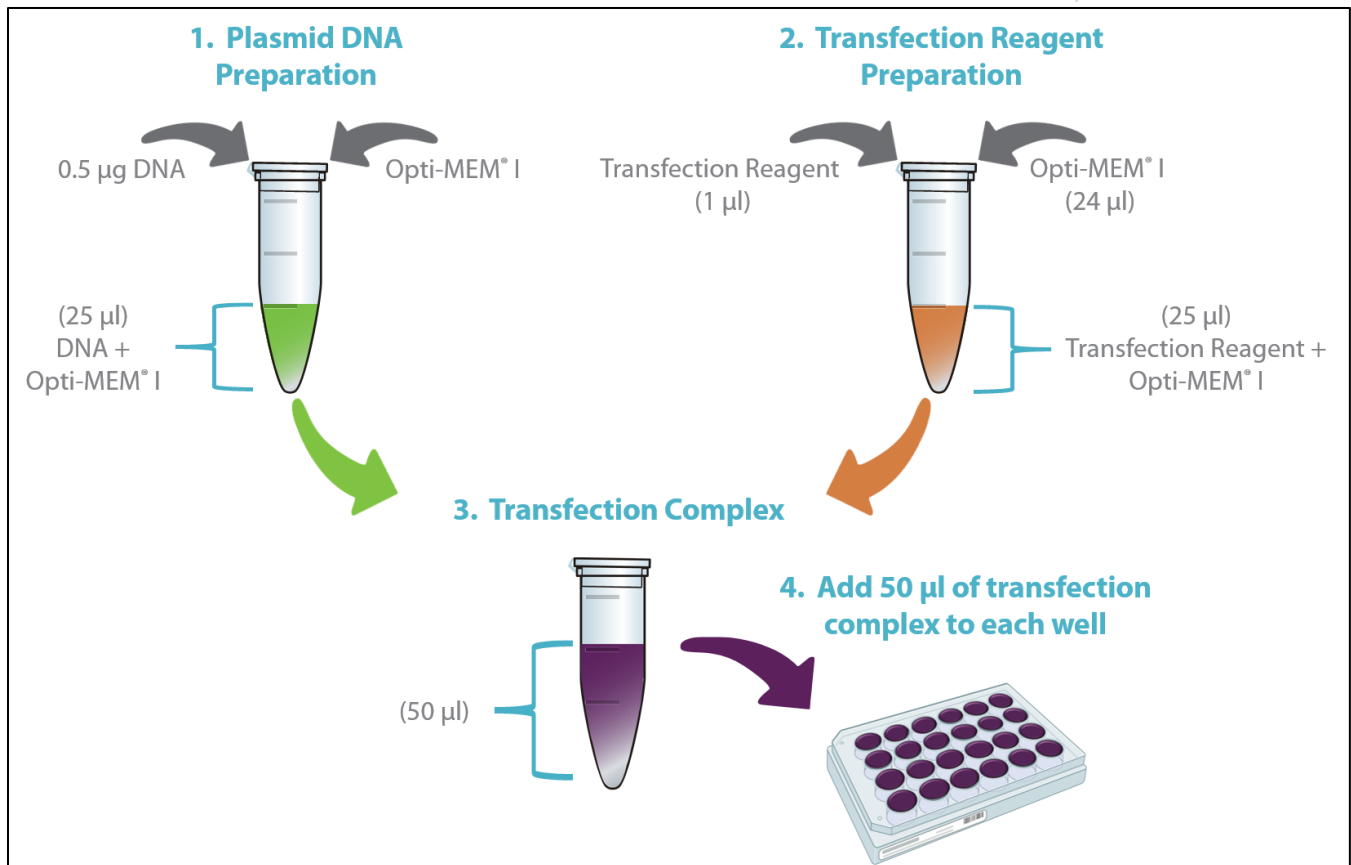 1. Plasmid DNA
Preparation
0.5 µg DNA
Opti-MEM® I
(25 µl)
DNA +
Opti-MEM® I
2. Transfection Reagent
Preparation
Transfection Reagent
(1 µl)
Opti-MEM® I
(24 µl)
(25 µl)
Transfection Reagent +
Opti-MEM® I
3. Transfection Complex
(50 µl)
4. Add 50 µl of transfection
complex to each well